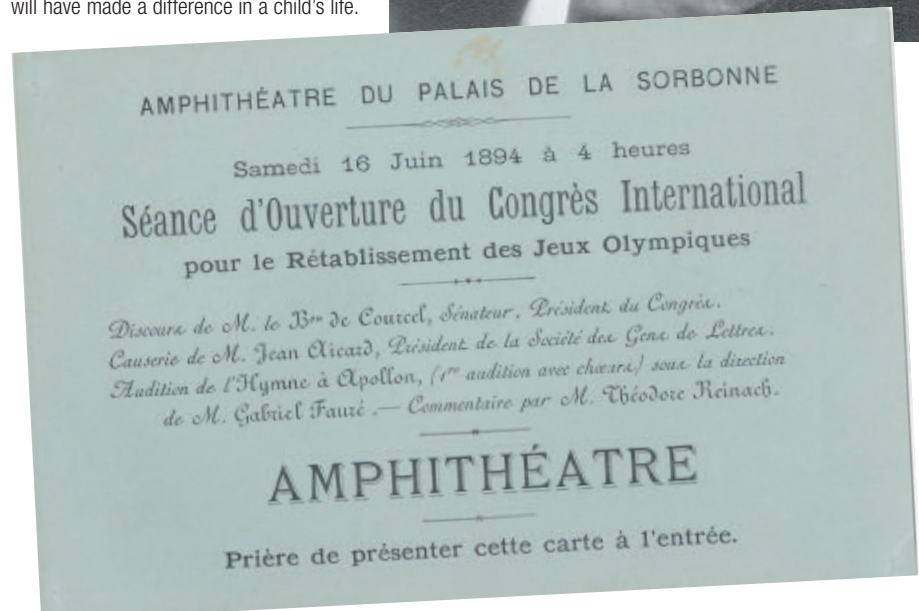 will have made a difference in a child's life.
AMPHITHÉATRE DU PALAIS DE LA SORBONNE
Samedi 16 Juin 1894 à 4 heures
Séance d'Ouverture du Congrès International
pour le Rétablissement des Jeux Olympiques
Discours de M. le Bon de Courcel, Sénateur, Président du Congrès.
Causerie de M. Jean Aicard, Président de la Société des Gens de Lettres.
Audition de l'Hymne à Apollon, (1re audition avec chœurs) sous la direction
de M. Gabriel Fauré. — Commentaire par M. Théodore Reinach.
AMPHITHÉATRE
Prière de présenter cette carte à l'entrée.